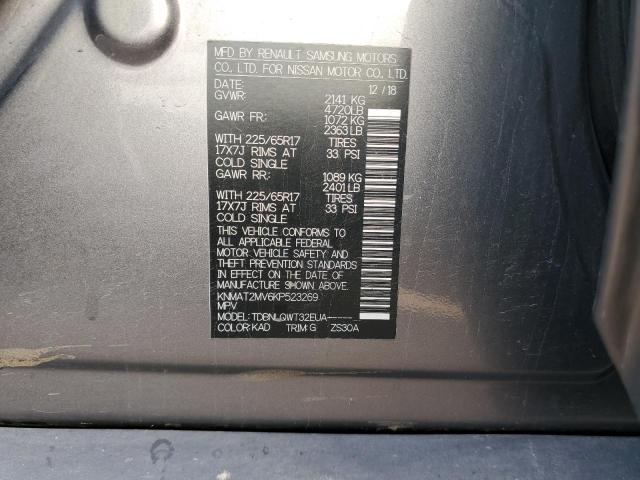 MFD BY RENAULT SAMSUNG MOTORS
CO., LTD. FOR NISSAN MOTOR CO., LTD.
DATE: 12/18
GVWR: 2141 KG
4720LB
GAWR FR: 1072 KG
2363LB
WITH 225/65R17 TIRES
17X7J RIMS AT 33 PSI
COLD SINGLE
GAWR RR: 1089 KG
2401LB
WITH 225/65R17 TIRES
17X7J RIMS AT 33 PSI
COLD SINGLE
THIS VEHICLE CONFORMS TO
ALL APPLICABLE FEDERAL
MOTOR VEHICLE SAFETY AND
THEFT PREVENTION STANDARDS
IN EFFECT ON THE DATE OF
MANUFACTURE SHOWN ABOVE.
KNMAT2MV6KP523269
MPV
MODEL: TDBNLQWT32EUA-----
COLOR: KAD TRIM: G ZS30A